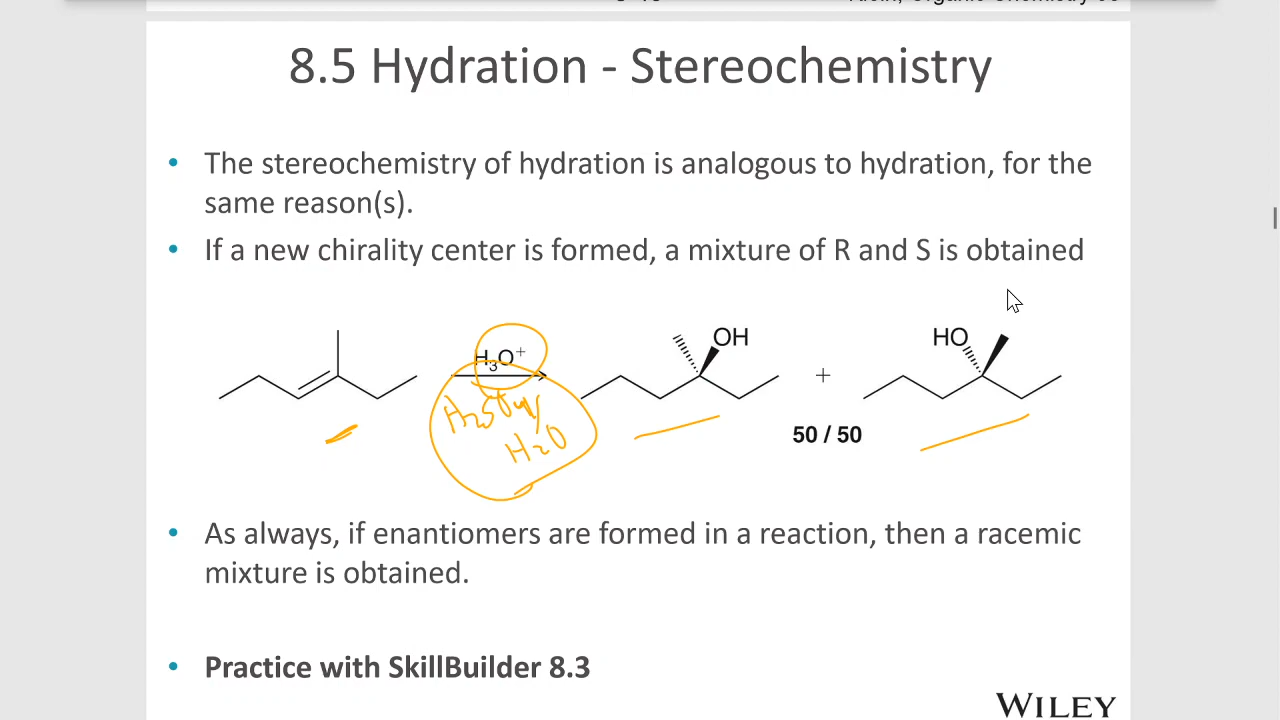 8.5 Hydration - Stereochemistry
• The stereochemistry of hydration is analogous to hydration, for the
same reason(s).
• If a new chirality center is formed, a mixture of R and S is obtained
H₃O⁺
OH
+
HO
H₂SO₄/
H₂O
50 / 50
• As always, if enantiomers are formed in a reaction, then a racemic
mixture is obtained.
• Practice with SkillBuilder 8.3
WILEY